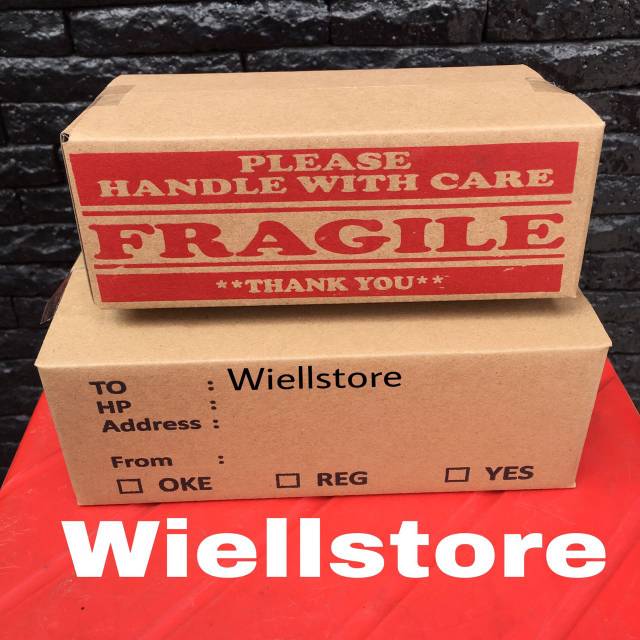 PLEASE
HANDLE WITH CARE
FRAGILE
**THANK YOU**
TO : Wiellstore
HP :
Address :
From :
☐ OKE ☐ REG ☐ YES
Wiellstore